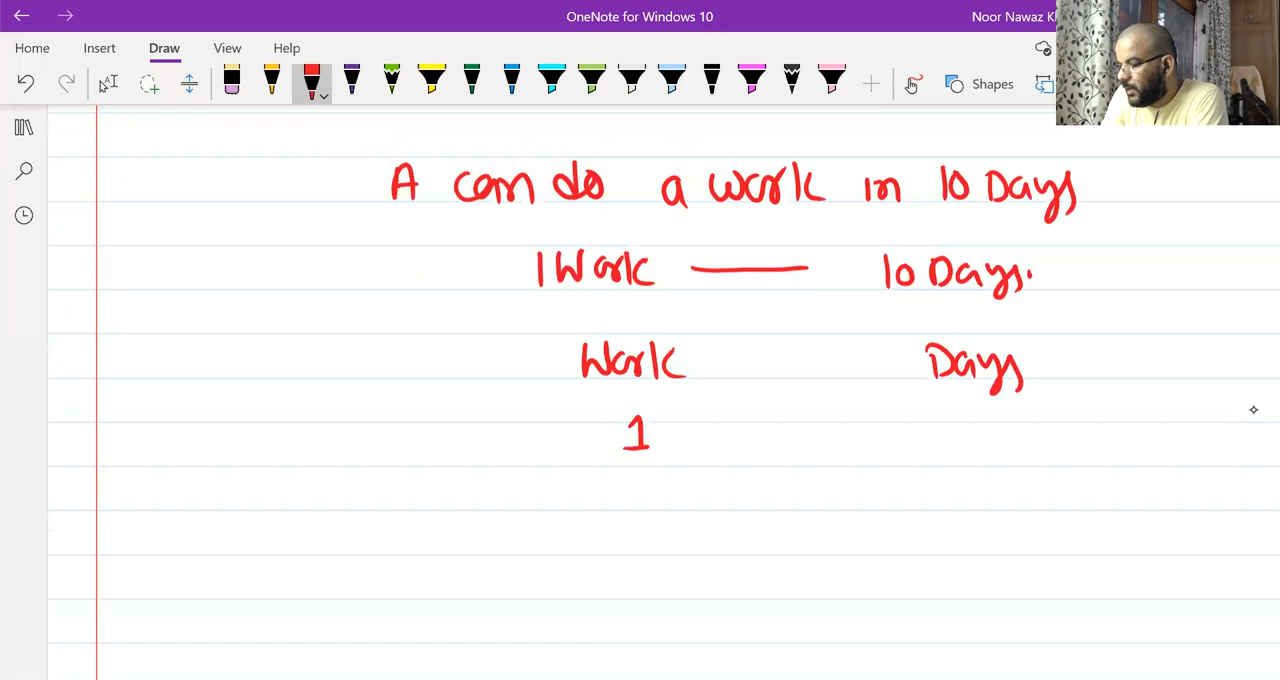 OneNote for Windows 10
Noor Nawaz Kh
Home Insert Draw View Help
Shapes
A can do a work in 10 Days
1 Work —— 10 Days.
Work Days
1